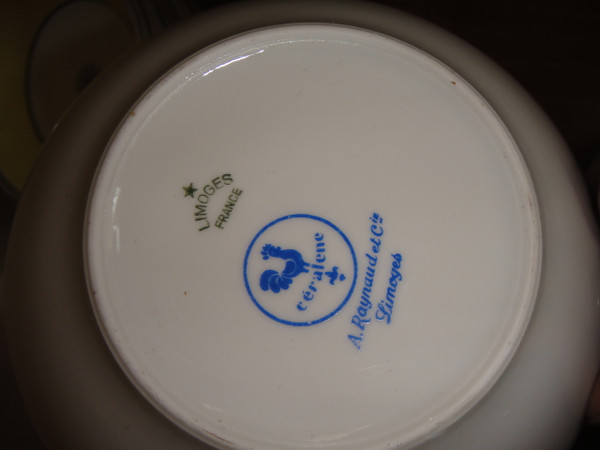 LIMOGES
FRANCE
céralene
A. Raynaud et Cie
Limoges